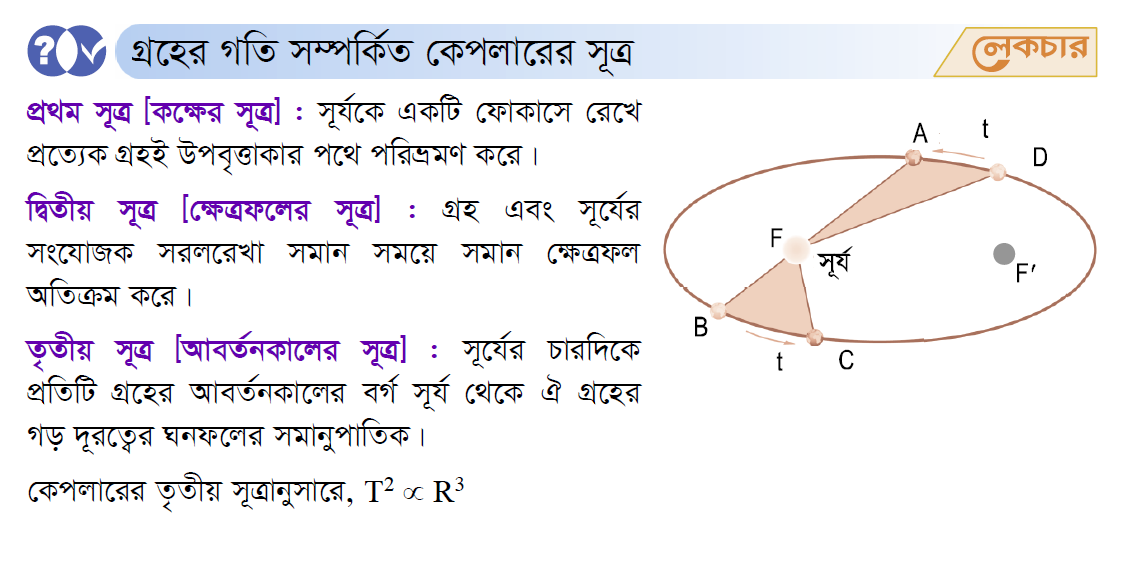 গ্রহের গতি সম্পর্কিত কেপলারের সূত্র
লেকচার
প্রথম সূত্র [কক্ষের সূত্র] : সূর্যকে একটি ফোকাসে রেখে
প্রত্যেক গ্রহই উপবৃত্তাকার পথে পরিভ্রমণ করে।
দ্বিতীয় সূত্র [ক্ষেত্রফলের সূত্র] : গ্রহ এবং সূর্যের
সংযোজক সরলরেখা সমান সময়ে সমান ক্ষেত্রফল
অতিক্রম করে।
তৃতীয় সূত্র [আবর্তনকালের সূত্র] : সূর্যের চারদিকে
প্রতিটি গ্রহের আবর্তনকালের বর্গ সূর্য থেকে ঐ গ্রহের
গড় দূরত্বের ঘনফলের সমানুপাতিক।
কেপলারের তৃতীয় সূত্রানুসারে, T² ∝ R³
A
t
D
F
সূর্য
F′
B
t
C